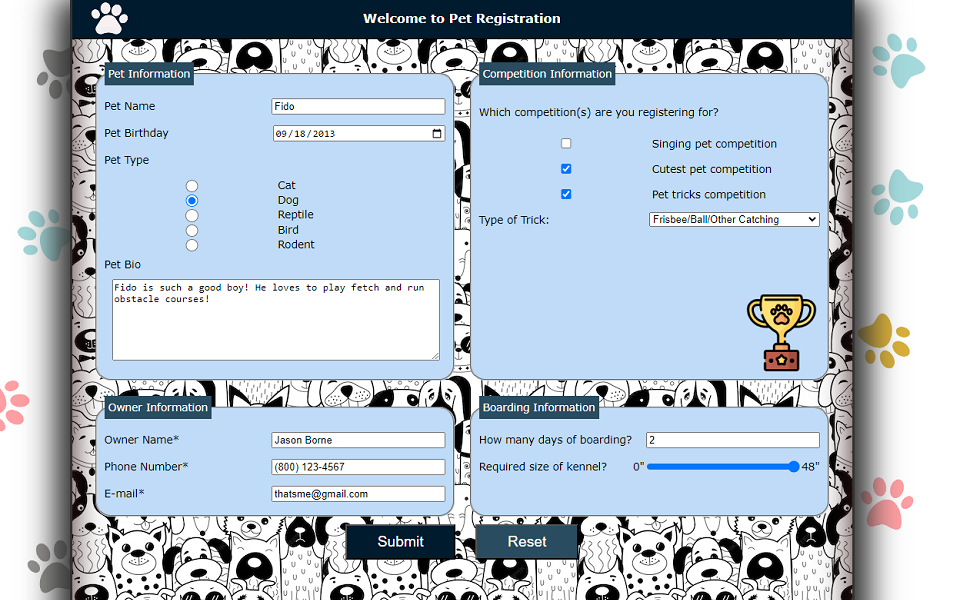 Welcome to Pet Registration
Pet Information
Pet Name Fido
Pet Birthday 09/18/2013
Pet Type
Cat
Dog
Reptile
Bird
Rodent
Pet Bio
Fido is such a good boy! He loves to play fetch and run
obstacle courses!
Competition Information
Which competition(s) are you registering for?
Singing pet competition
Cutest pet competition
Pet tricks competition
Type of Trick: Frisbee/Ball/Other Catching
Owner Information
Owner Name* Jason Borne
Phone Number* (800) 123-4567
E-mail* thatsme@gmail.com
Boarding Information
How many days of boarding? 2
Required size of kennel? 0" 48"
Submit Reset